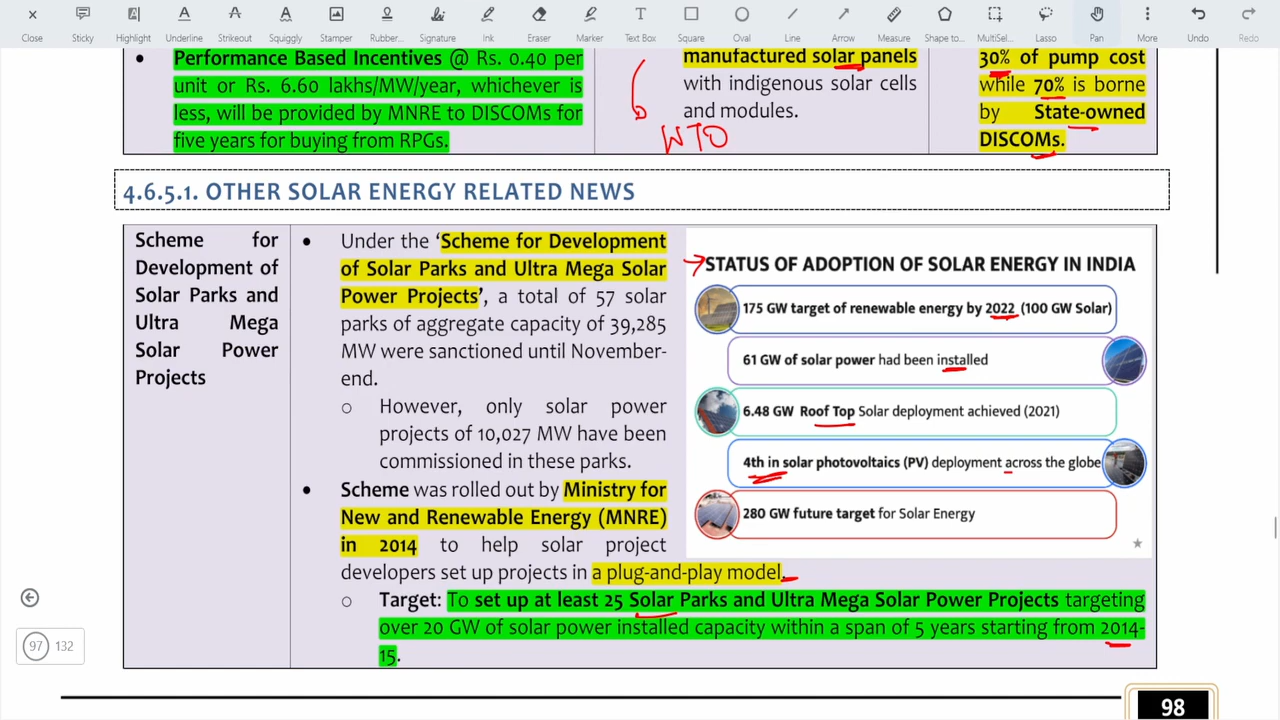 Close
Sticky
Highlight
Underline
Strikeout
Squiggly
Stamper
Rubber...
Signature
Ink
Eraser
Marker
Text Box
Square
Oval
Line
Arrow
Measure
Shape to...
MultiSel...
Lasso
Pan
More
Undo
Redo
• Performance Based Incentives @ Rs. 0.40 per
unit or Rs. 6.60 lakhs/MW/year, whichever is
less, will be provided by MNRE to DISCOMs for
five years for buying from RPGs.
manufactured solar panels
with indigenous solar cells
and modules.
WTO
30% of pump cost
while 70% is borne
by State-owned
DISCOMs.
4.6.5.1. OTHER SOLAR ENERGY RELATED NEWS
Scheme for
Development of
Solar Parks and
Ultra Mega
Solar Power
Projects
• Under the ‘Scheme for Development
of Solar Parks and Ultra Mega Solar
Power Projects’, a total of 57 solar
parks of aggregate capacity of 39,285
MW were sanctioned until November-
end.
o However, only solar power
projects of 10,027 MW have been
commissioned in these parks.
• Scheme was rolled out by Ministry for
New and Renewable Energy (MNRE)
in 2014 to help solar project
developers set up projects in a plug-and-play model.
o Target: To set up at least 25 Solar Parks and Ultra Mega Solar Power Projects targeting
over 20 GW of solar power installed capacity within a span of 5 years starting from 2014-
15.
STATUS OF ADOPTION OF SOLAR ENERGY IN INDIA
175 GW target of renewable energy by 2022 (100 GW Solar)
61 GW of solar power had been installed
6.48 GW Roof Top Solar deployment achieved (2021)
4th in solar photovoltaics (PV) deployment across the globe
280 GW future target for Solar Energy
97 132
98